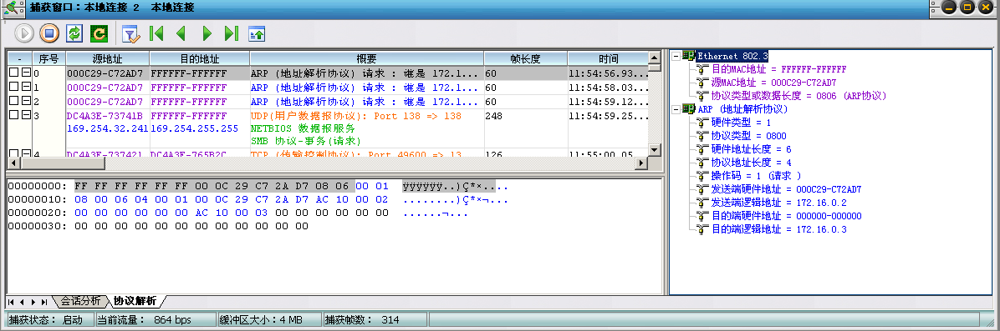 捕获窗口：本地连接 2  本地连接
- 序号 源地址 目的地址 概要 帧长度 时间
0 000C29-C72AD7 FFFFFF-FFFFFF ARP (地址解析协议) 请求 : 谁是 172.1... 60 11:54:56.93...
1 000C29-C72AD7 FFFFFF-FFFFFF ARP (地址解析协议) 请求 : 谁是 172.1... 60 11:54:58.03...
2 000C29-C72AD7 FFFFFF-FFFFFF ARP (地址解析协议) 请求 : 谁是 172.1... 60 11:54:59.12...
3 DC4A3E-73741B FFFFFF-FFFFFF UDP(用户数据报协议): Port 138 => 138 248 11:54:59.25...
169.254.32.241 169.254.255.255 NETBIOS 数据报服务
SMB 协议-事务(请求)
4 DC4A3E-737421 DC4A3E-765B2C TCP (传输控制协议): Port 49600 => 13 126 11:55:00.05
00000000: FF FF FF FF FF FF 00 0C 29 C7 2A D7 08 06 00 01 ÿÿÿÿÿÿ..)Ç*×....
00000010: 08 00 06 04 00 01 00 0C 29 C7 2A D7 AC 10 00 02 ........)Ç*×¬...
00000020: 00 00 00 00 00 00 AC 10 00 03 00 00 00 00 00 00 ......¬...
00000030: 00 00 00 00 00 00 00 00 00 00 00 00
会话分析 协议解析
Ethernet 802.3
目的MAC地址 = FFFFFF-FFFFFF
源MAC地址 = 000C29-C72AD7
协议类型或数据长度 = 0806 (ARP协议)
ARP (地址解析协议)
硬件类型 = 1
协议类型 = 0800
硬件地址长度 = 6
协议地址长度 = 4
操作码 = 1 (请求 )
发送端硬件地址 = 000C29-C72AD7
发送端逻辑地址 = 172.16.0.2
目的端硬件地址 = 000000-000000
目的端逻辑地址 = 172.16.0.3
捕获状态： 启动 当前流量： 864 bps 缓冲区大小：4 MB 捕获帧数： 314